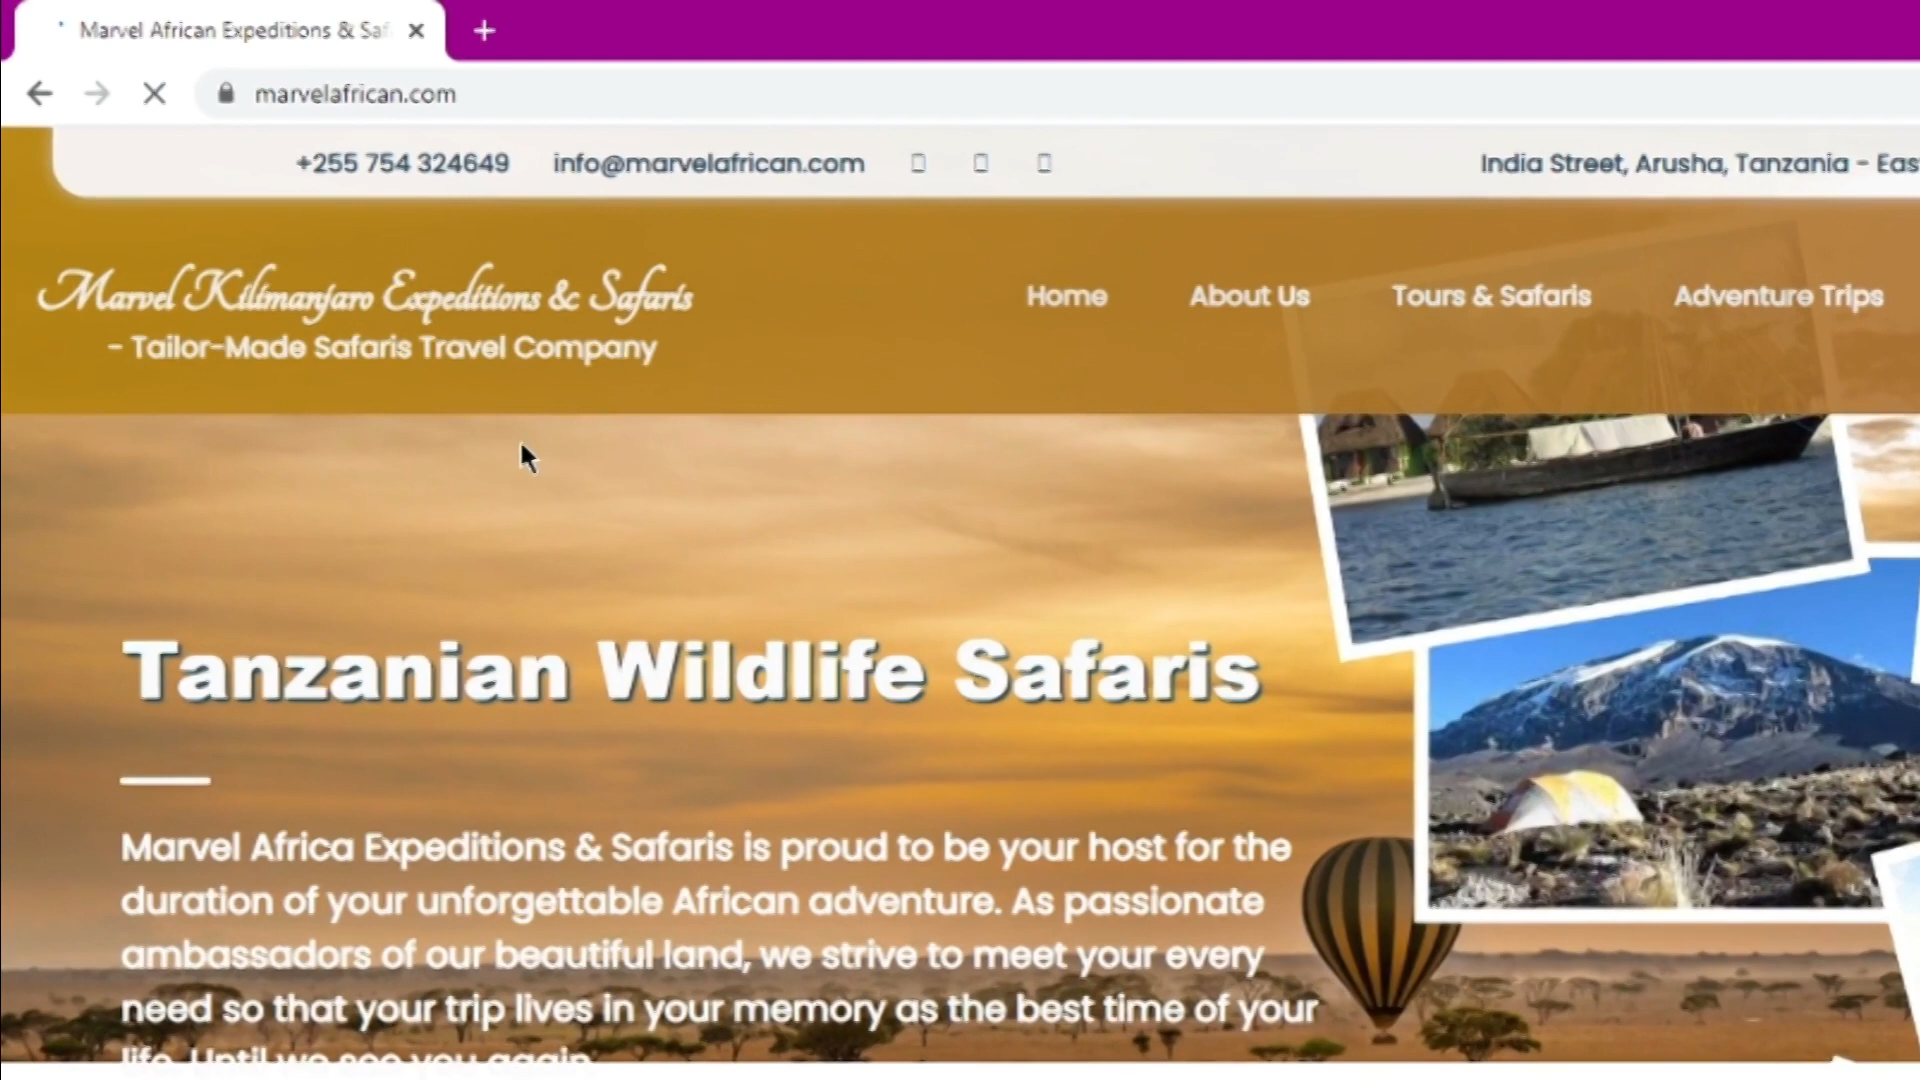 Marvel African Expeditions & Saf
marvelafrican.com
+255 754 324649 info@marvelafrican.com India Street, Arusha, Tanzania - Eas
Marvel Kilimanjaro Expeditions & Safaris
- Tailor-Made Safaris Travel Company
Home About Us Tours & Safaris Adventure Trips
Tanzanian Wildlife Safaris
Marvel Africa Expeditions & Safaris is proud to be your host for the
duration of your unforgettable African adventure. As passionate
ambassadors of our beautiful land, we strive to meet your every
need so that your trip lives in your memory as the best time of your
life. Until we see you again